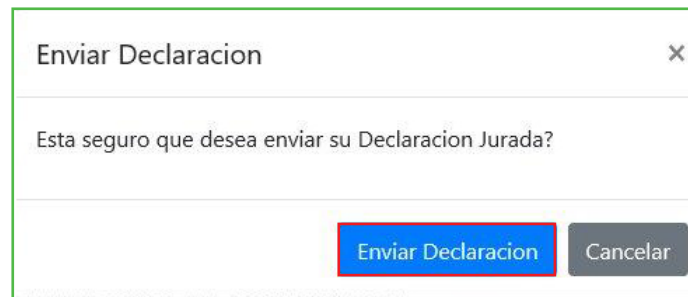 Enviar Declaracion ×
Esta seguro que desea enviar su Declaracion Jurada?
Enviar Declaracion Cancelar